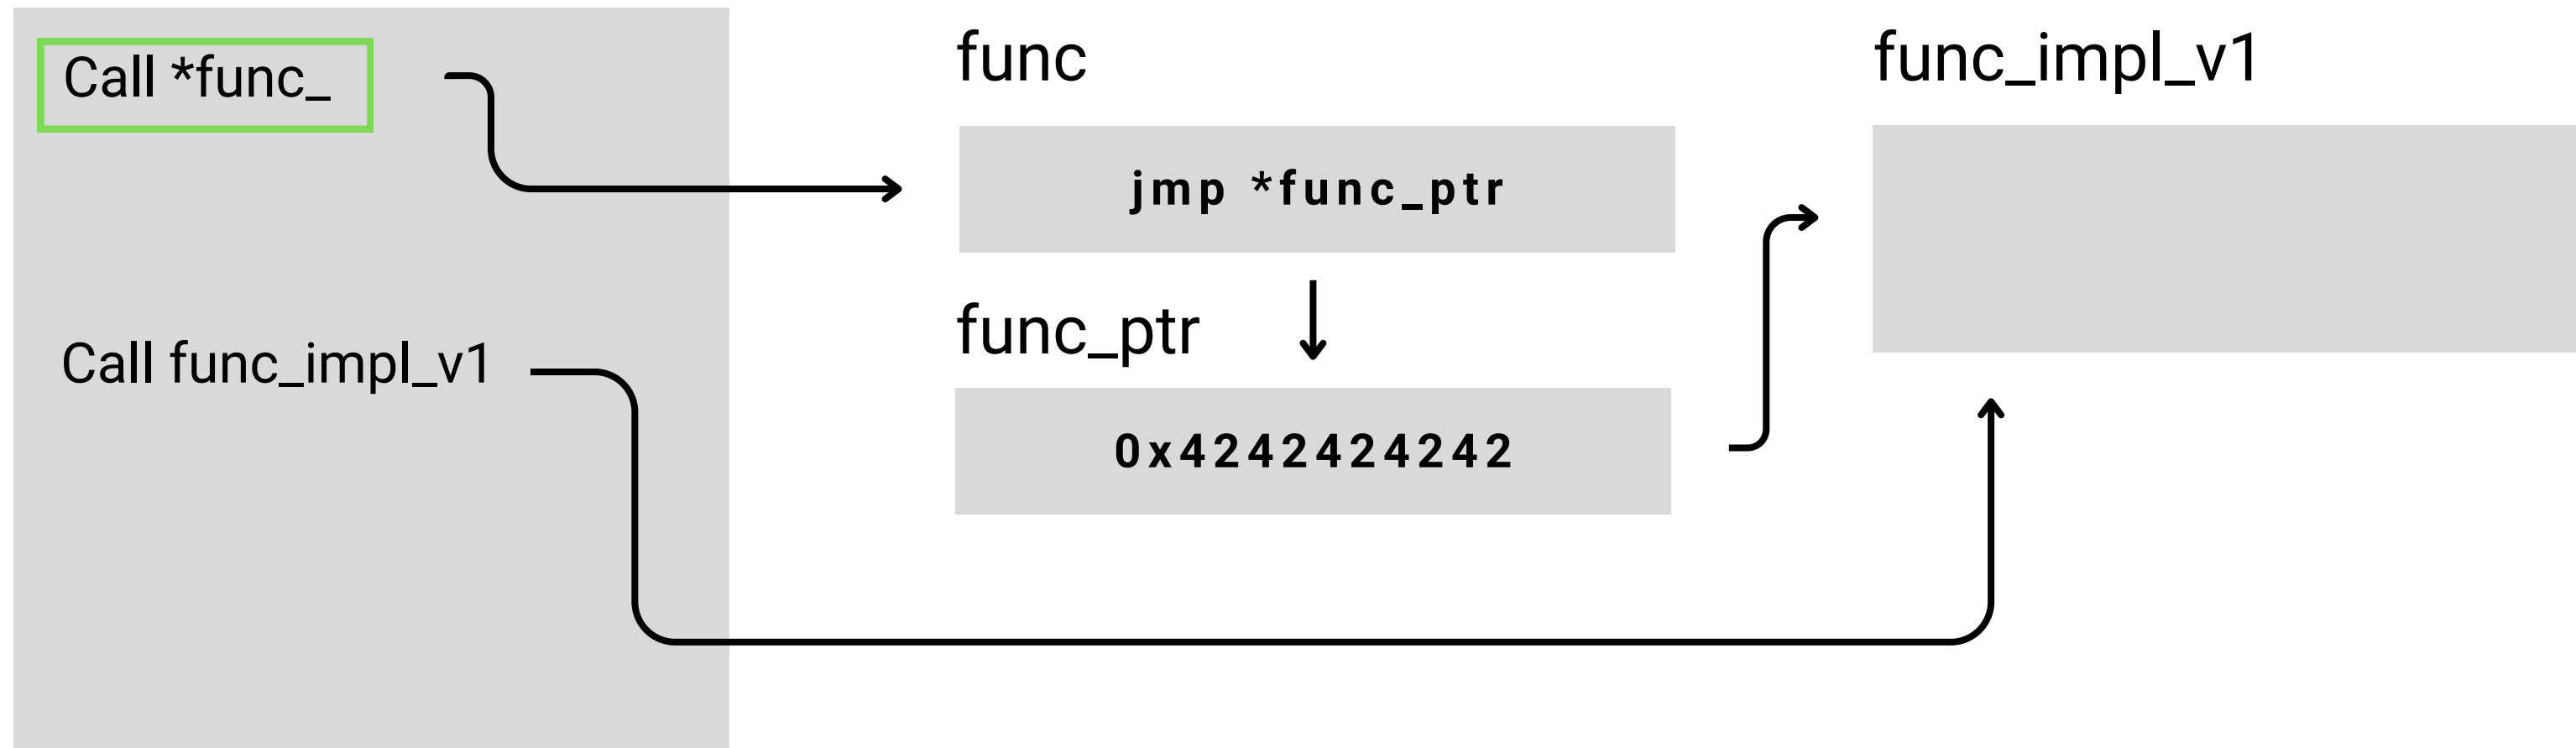 Call *func_
Call func_impl_v1
func
jmp *func_ptr
func_ptr
0x4242424242
func_impl_v1